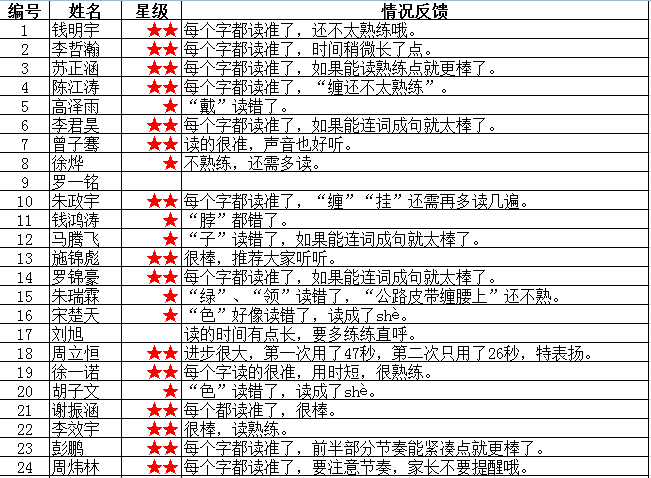 编号 姓名 星级 情况反馈
1 钱明宇 ★★ 每个字都读准了，还不太熟练哦。
2 李哲瀚 ★★ 每个字都读准了，时间稍微长了点。
3 苏正涵 ★★ 每个字都读准了，如果能读熟练点就更棒了。
4 陈江涛 ★★ 每个字都读准了，“缠还不太熟练”。
5 高泽雨 ★ “戴”读错了。
6 李君昊 ★★ 每个字都读准了，如果能连词成句就太棒了。
7 曾子骞 ★★ 读的很准，声音也好听。
8 徐烨 ★ 不熟练，还需多读。
9 罗一铭
10 朱政宇 ★★ 每个字都读准了，“缠”“挂”还需再多读几遍。
11 钱鸿涛 ★ “脖”都错了。
12 马腾飞 ★ “子”读错了，如果能连词成句就太棒了。
13 施锦彪 ★★ 很棒，推荐大家听听。
14 罗锦豪 ★★ 每个字都读准了，如果能连词成句就太棒了。
15 朱瑞霖 ★ “绿”、“领”读错了，“公路皮带缠腰上”还不熟。
16 宋楚天 ★ “色”好像读错了，读成了shè。
17 刘旭 读的时间有点长，要多练练直呼。
18 周立恒 ★★ 进步很大，第一次用了47秒，第二次只用了26秒，特表扬。
19 徐一诺 ★★ 每个字读的很准，用时短，很熟练。
20 胡子文 ★ “色”读错了，读成了shè。
21 谢振涵 ★★ 每个都读准了，很棒。
22 李效宇 ★★ 很棒，读熟练。
23 彭鹏 ★★ 每个字都读准了，前半部分节奏能紧凑点就更棒了。
24 周炜林 ★★ 每个字都读准了，要注意节奏，家长不要提醒哦。